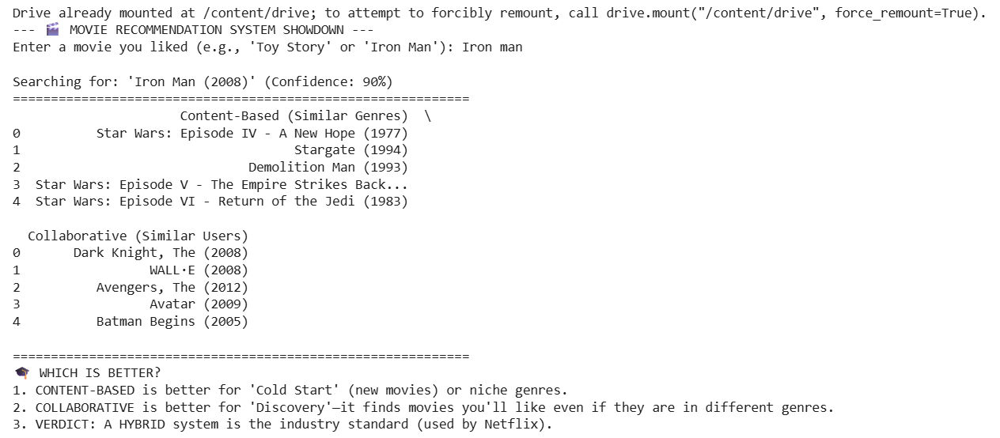 Drive already mounted at /content/drive; to attempt to forcibly remount, call drive.mount("/content/drive", force_remount=True).
--- 🎬 MOVIE RECOMMENDATION SYSTEM SHOWDOWN ---
Enter a movie you liked (e.g., 'Toy Story' or 'Iron Man'): Iron man
Searching for: 'Iron Man (2008)' (Confidence: 90%)
============================================================
Content-Based (Similar Genres)  \
0 Star Wars: Episode IV - A New Hope (1977)
1 Stargate (1994)
2 Demolition Man (1993)
3 Star Wars: Episode V - The Empire Strikes Back...
4 Star Wars: Episode VI - Return of the Jedi (1983)
Collaborative (Similar Users)
0 Dark Knight, The (2008)
1 WALL·E (2008)
2 Avengers, The (2012)
3 Avatar (2009)
4 Batman Begins (2005)
============================================================
🎓 WHICH IS BETTER?
1. CONTENT-BASED is better for 'Cold Start' (new movies) or niche genres.
2. COLLABORATIVE is better for 'Discovery'—it finds movies you'll like even if they are in different genres.
3. VERDICT: A HYBRID system is the industry standard (used by Netflix).